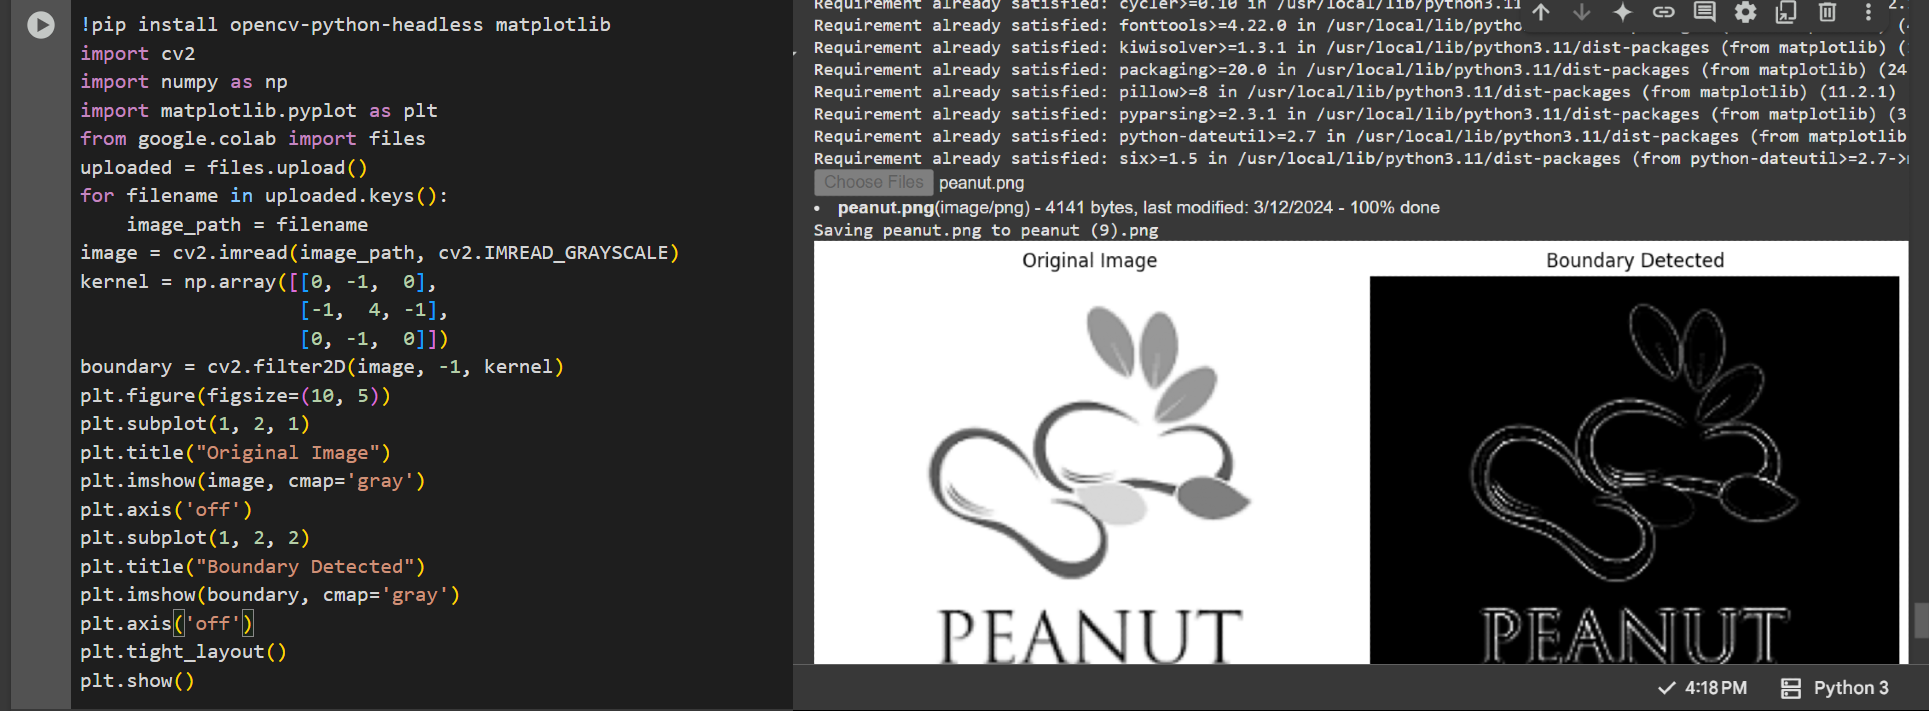 !pip install opencv-python-headless matplotlib
import cv2
import numpy as np
import matplotlib.pyplot as plt
from google.colab import files
uploaded = files.upload()
for filename in uploaded.keys():
    image_path = filename
image = cv2.imread(image_path, cv2.IMREAD_GRAYSCALE)
kernel = np.array([[0, -1,  0],
                   [-1,  4, -1],
                   [0, -1,  0]])
boundary = cv2.filter2D(image, -1, kernel)
plt.figure(figsize=(10, 5))
plt.subplot(1, 2, 1)
plt.title("Original Image")
plt.imshow(image, cmap='gray')
plt.axis('off')
plt.subplot(1, 2, 2)
plt.title("Boundary Detected")
plt.imshow(boundary, cmap='gray')
plt.axis('off')
plt.tight_layout()
plt.show()
Requirement already satisfied: cycler>=0.10 in /usr/local/lib/python3.11
Requirement already satisfied: fonttools>=4.22.0 in /usr/local/lib/pytho
Requirement already satisfied: kiwisolver>=1.3.1 in /usr/local/lib/python3.11/dist-packages (from matplotlib) (
Requirement already satisfied: packaging>=20.0 in /usr/local/lib/python3.11/dist-packages (from matplotlib) (24
Requirement already satisfied: pillow>=8 in /usr/local/lib/python3.11/dist-packages (from matplotlib) (11.2.1)
Requirement already satisfied: pyparsing>=2.3.1 in /usr/local/lib/python3.11/dist-packages (from matplotlib) (3
Requirement already satisfied: python-dateutil>=2.7 in /usr/local/lib/python3.11/dist-packages (from matplotlib
Requirement already satisfied: six>=1.5 in /usr/local/lib/python3.11/dist-packages (from python-dateutil>=2.7->
Choose Files peanut.png
• peanut.png(image/png) - 4141 bytes, last modified: 3/12/2024 - 100% done
Saving peanut.png to peanut (9).png
Original Image
Boundary Detected
PEANUT
PEANUT
4:18 PM
Python 3